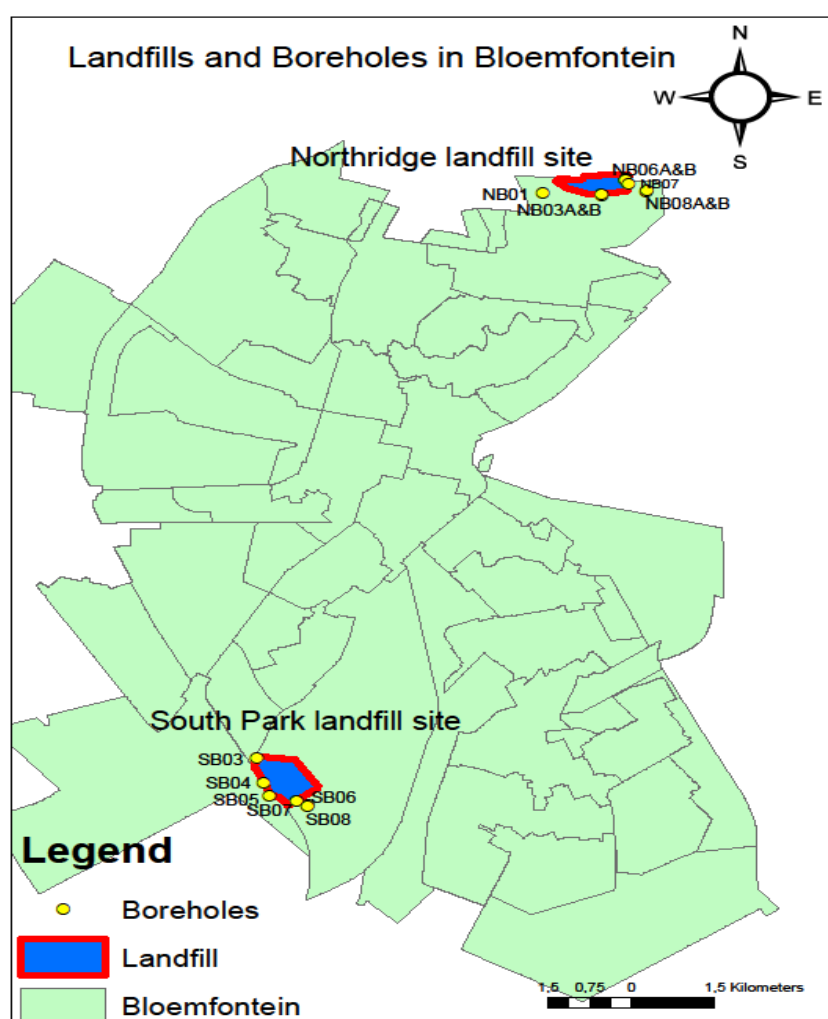 Landfills and Boreholes in Bloemfontein
N
W
E
S
Northridge landfill site
NB06A&B
NB01
NB07
NB03A&B
NB08A&B
South Park landfill site
SB03
SB04
SB05
SB06
SB07
SB08
Legend
Boreholes
Landfill
Bloemfontein
1,5 0,75 0 1,5 Kilometers